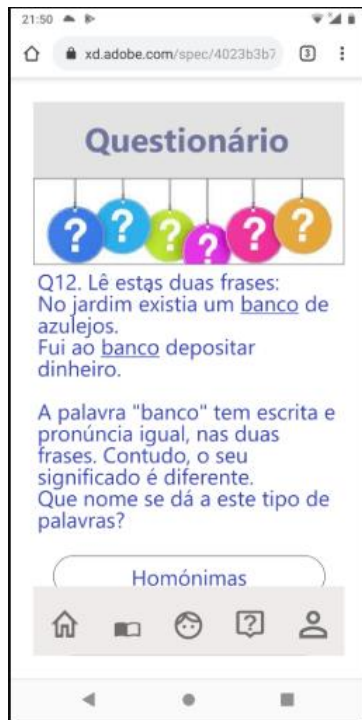 21:50
xd.adobe.com/spec/4023b3b7
3
Questionário
? ? ? ? ? ?
Q12. Lê estas duas frases:
No jardim existia um banco de
azulejos.
Fui ao banco depositar
dinheiro.
A palavra "banco" tem escrita e
pronúncia igual, nas duas
frases. Contudo, o seu
significado é diferente.
Que nome se dá a este tipo de
palavras?
Homónimas
?